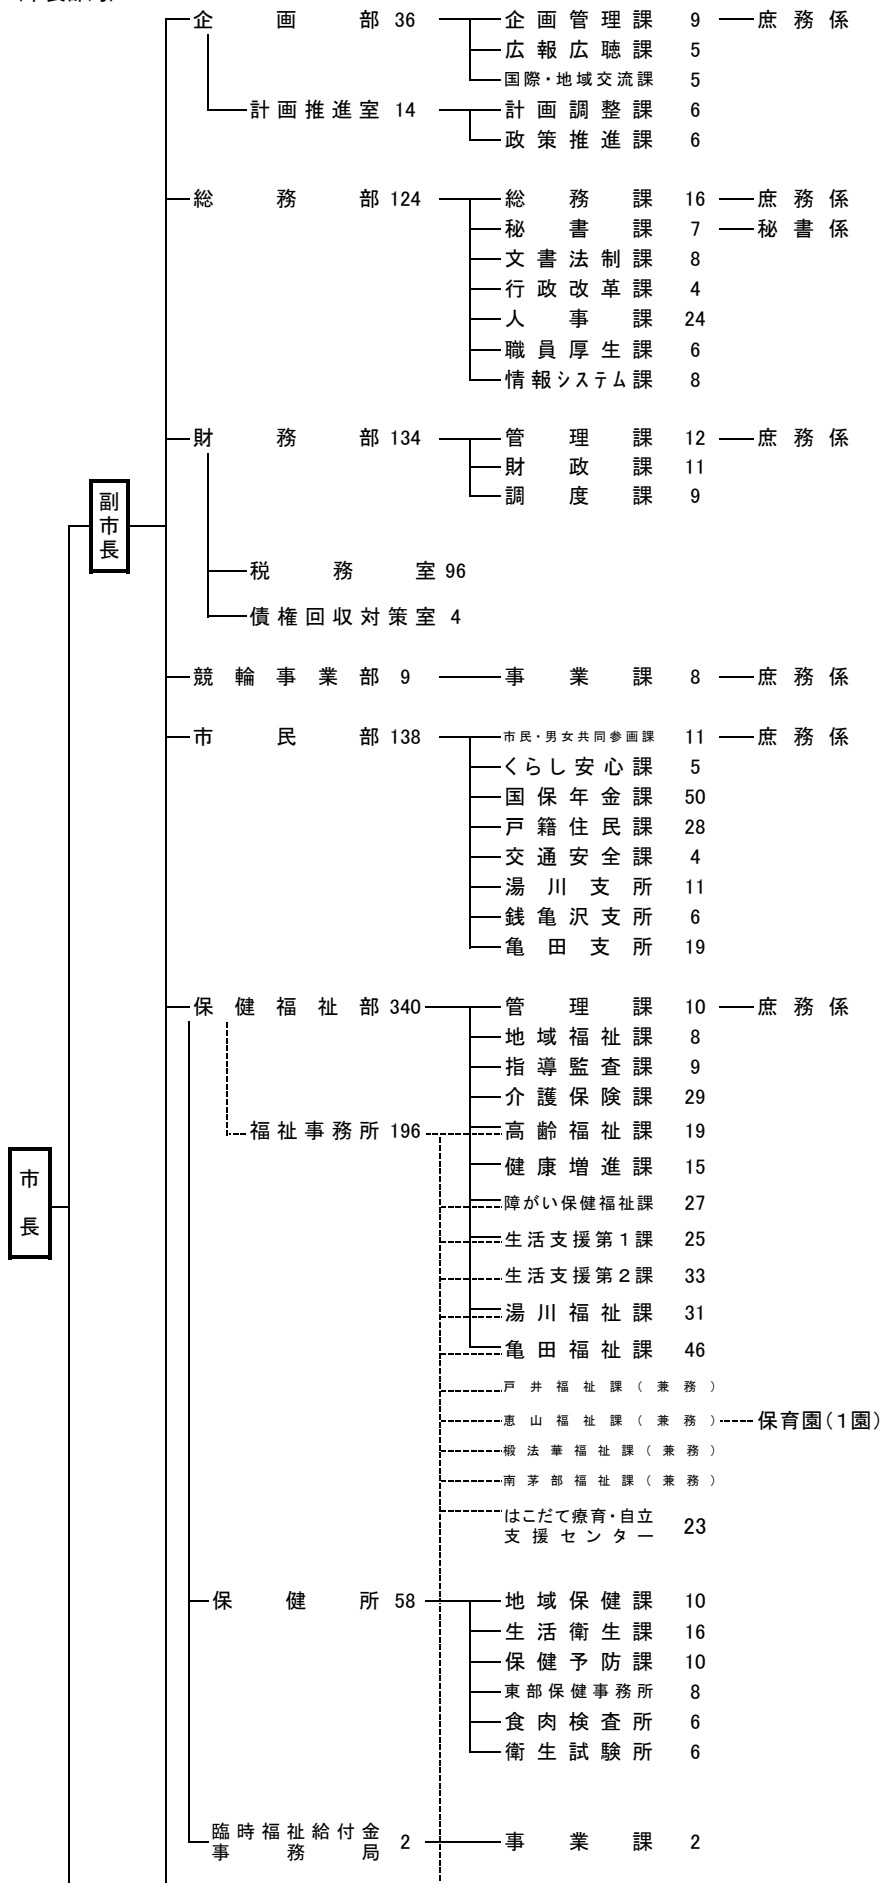 企画部 36 企画管理課 9 庶務係
広報広聴課 5
国際・地域交流課 5
計画推進室 14 計画調整課 6
政策推進課 6
総務部 124 総務課 16 庶務係
秘書課 7 秘書係
文書法制課 8
行政改革課 4
人事課 24
職員厚生課 6
情報システム課 8
財務部 134 管理課 12 庶務係
財政課 11
調度課 9
副市長
税務室 96
債権回収対策室 4
競輪事業部 9 事業課 8 庶務係
市民部 138 市民・男女共同参画課 11 庶務係
くらし安心課 5
国保年金課 50
戸籍住民課 28
交通安全課 4
湯川支所 11
銭亀沢支所 6
亀田支所 19
保健福祉部 340 管理課 10 庶務係
地域福祉課 8
指導監査課 9
介護保険課 29
福祉事務所 196 高齢福祉課 19
健康増進課 15
市長
障がい保健福祉課 27
生活支援第1課 25
生活支援第2課 33
湯川福祉課 31
亀田福祉課 46
戸井福祉課(兼務)
恵山福祉課(兼務) 保育園(1園)
椴法華福祉課(兼務)
南茅部福祉課(兼務)
はこだて療育・自立
支援センター 23
保健所 58 地域保健課 10
生活衛生課 16
保健予防課 10
東部保健事務所 8
食肉検査所 6
衛生試験所 6
臨時福祉給付金
事務局 2 事業課 2